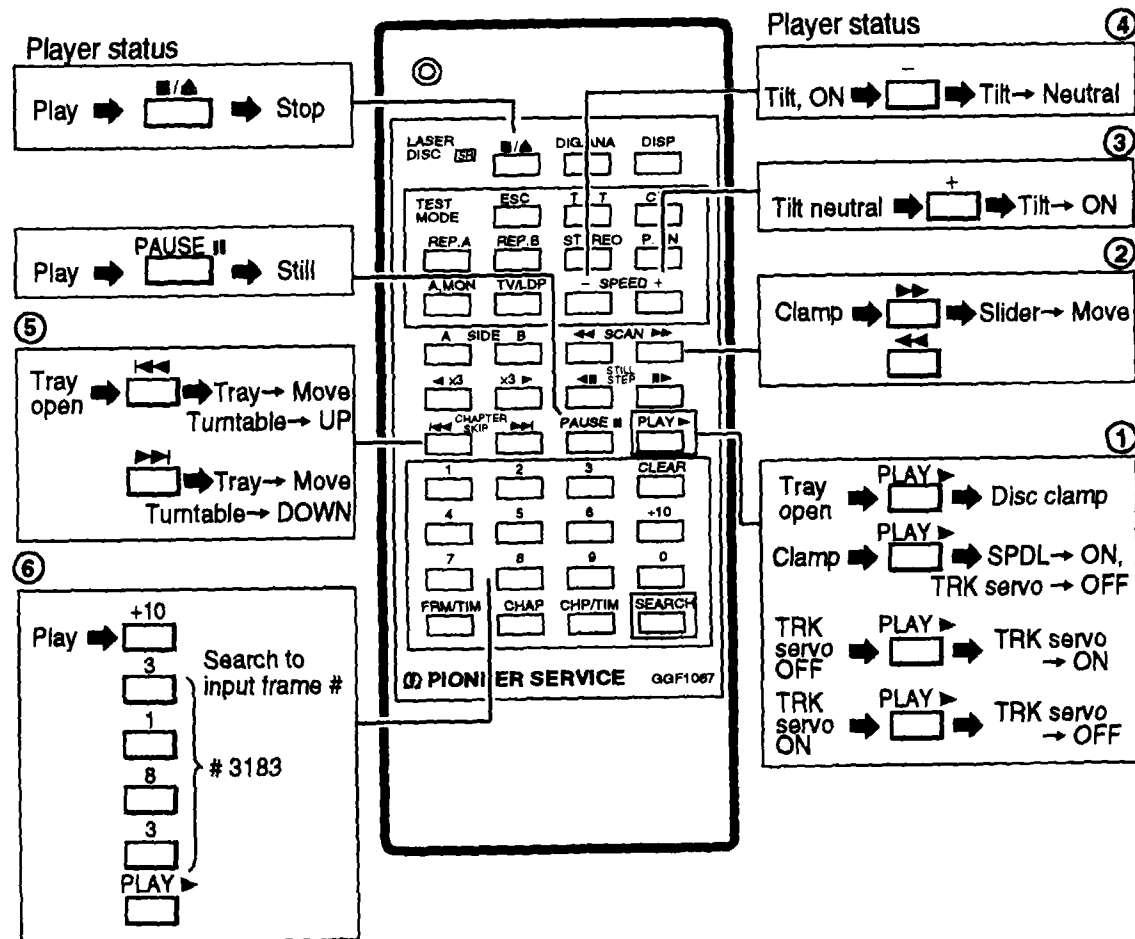 Player status
■/▲
Play ➡ ➡ Stop
PAUSE ⏸
Play ➡ ➡ Still
⑤
Tray open ➡ |◀◀ ➡ Tray→ Move
Turntable→ UP
▶▶| ➡ Tray→ Move
Turntable→ DOWN
⑥
+10
Play ➡
3
Search to
input frame #
1
# 3183
8
3
PLAY ▶
LASER DISC SR ■/▲ DISP
TEST MODE ESC
REP.A REP.B
A.MON TV/LDP − SPEED +
A SIDE B ◀◀ SCAN ▶▶
◀ x3 x3 ▶ ◀⏸ STILL STEP ⏸▶
|◀◀ CHAPTER SKIP ▶▶| PAUSE ⏸ PLAY ▶
1 2 3 CLEAR
4 5 6 +10
7 8 9 0
FRM/TIM CHAP CHP/TIM SEARCH
PIONEER SERVICE GGF1067
Player status ④
−
Tilt, ON ➡ ➡ Tilt→ Neutral
③
+
Tilt neutral ➡ ➡ Tilt→ ON
②
▶▶
Clamp ➡ ➡ Slider→ Move
◀◀
①
PLAY ▶
Tray open ➡ ➡ Disc clamp
PLAY ▶
Clamp ➡ ➡ SPDL→ ON,
TRK servo → OFF
PLAY ▶
TRK servo OFF ➡ ➡ TRK servo → ON
PLAY ▶
TRK servo ON ➡ ➡ TRK servo → OFF